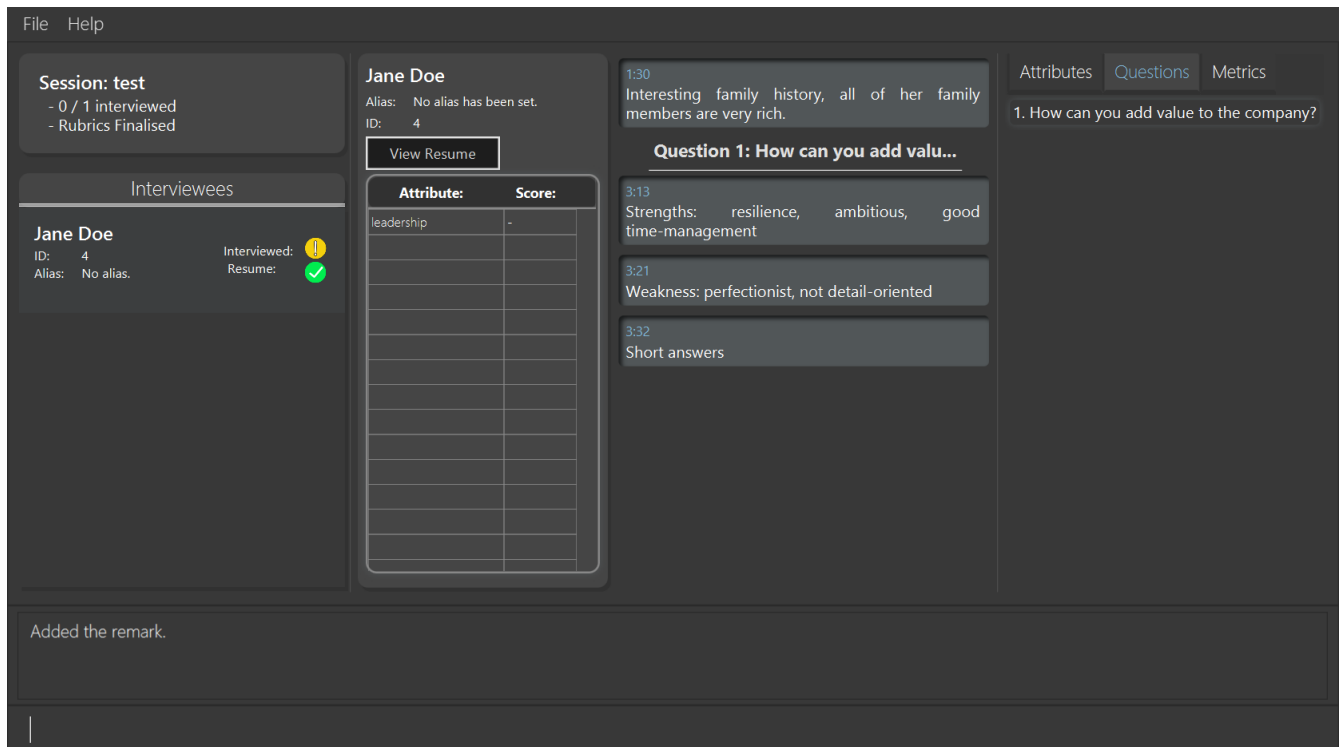 File Help
Session: test
- 0 / 1 interviewed
- Rubrics Finalised
Interviewees
Jane Doe
ID: 4
Alias: No alias.
Interviewed:
Resume:
Jane Doe
Alias: No alias has been set.
ID: 4
View Resume
Attribute: Score:
leadership -
1:30
Interesting family history, all of her family
members are very rich.
Question 1: How can you add valu...
3:13
Strengths: resilience, ambitious, good
time-management
3:21
Weakness: perfectionist, not detail-oriented
3:32
Short answers
Attributes Questions Metrics
1. How can you add value to the company?
Added the remark.